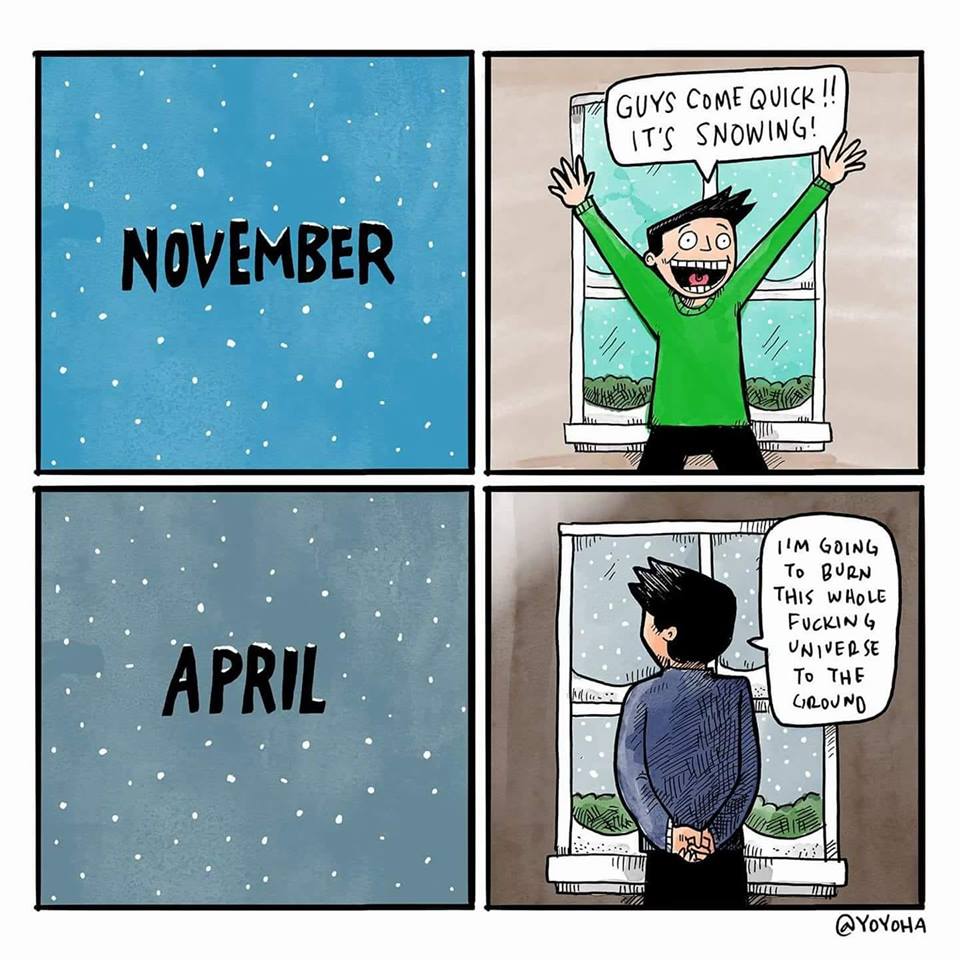 NOVEMBER
GUYS COME QUICK!!
IT'S SNOWING!
APRIL
I'M GOING
TO BURN
THIS WHOLE
FUCKING
UNIVERSE
TO THE
GROUND
@YOYOHA